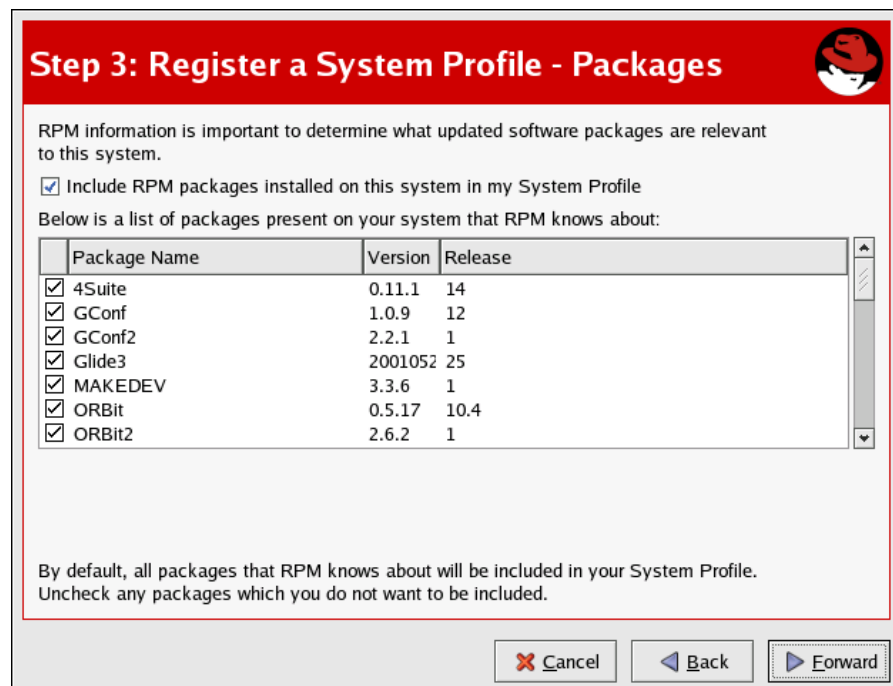 Step 3: Register a System Profile - Packages
RPM information is important to determine what updated software packages are relevant
to this system.
Include RPM packages installed on this system in my System Profile
Below is a list of packages present on your system that RPM knows about:
Package Name Version Release
4Suite 0.11.1 14
GConf 1.0.9 12
GConf2 2.2.1 1
Glide3 2001052 25
MAKEDEV 3.3.6 1
ORBit 0.5.17 10.4
ORBit2 2.6.2 1
By default, all packages that RPM knows about will be included in your System Profile.
Uncheck any packages which you do not want to be included.
Cancel Back Forward